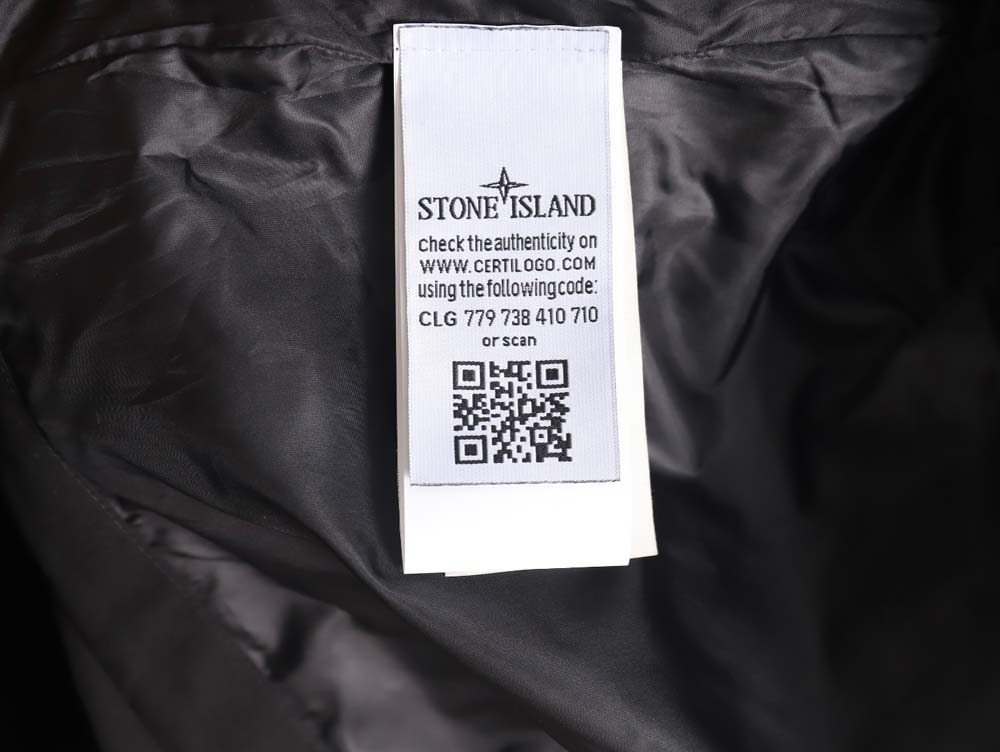 STONE ISLAND
check the authenticity on
WWW.CERTILOGO.COM
using the following code:
CLG 779 738 410 710
or scan